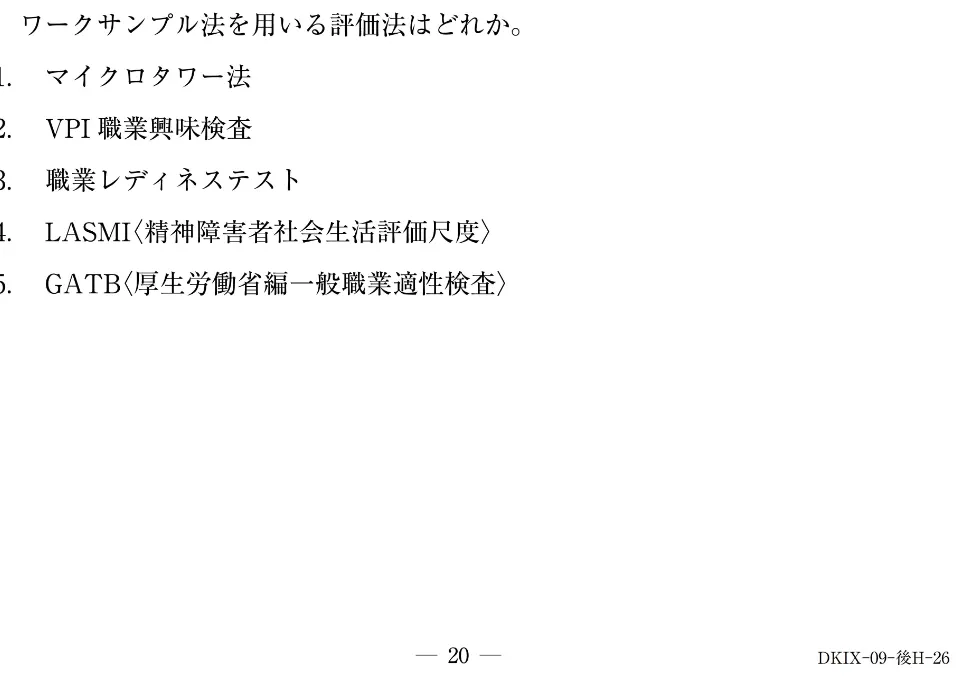 ワークサンプル法を用いる評価法はどれか。
1. マイクロタワー法
2. VPI 職業興味検査
3. 職業レディネステスト
4. LASMI〈精神障害者社会生活評価尺度〉
5. GATB〈厚生労働省編一般職業適性検査〉
— 20 —
DKIX-09-後H-26